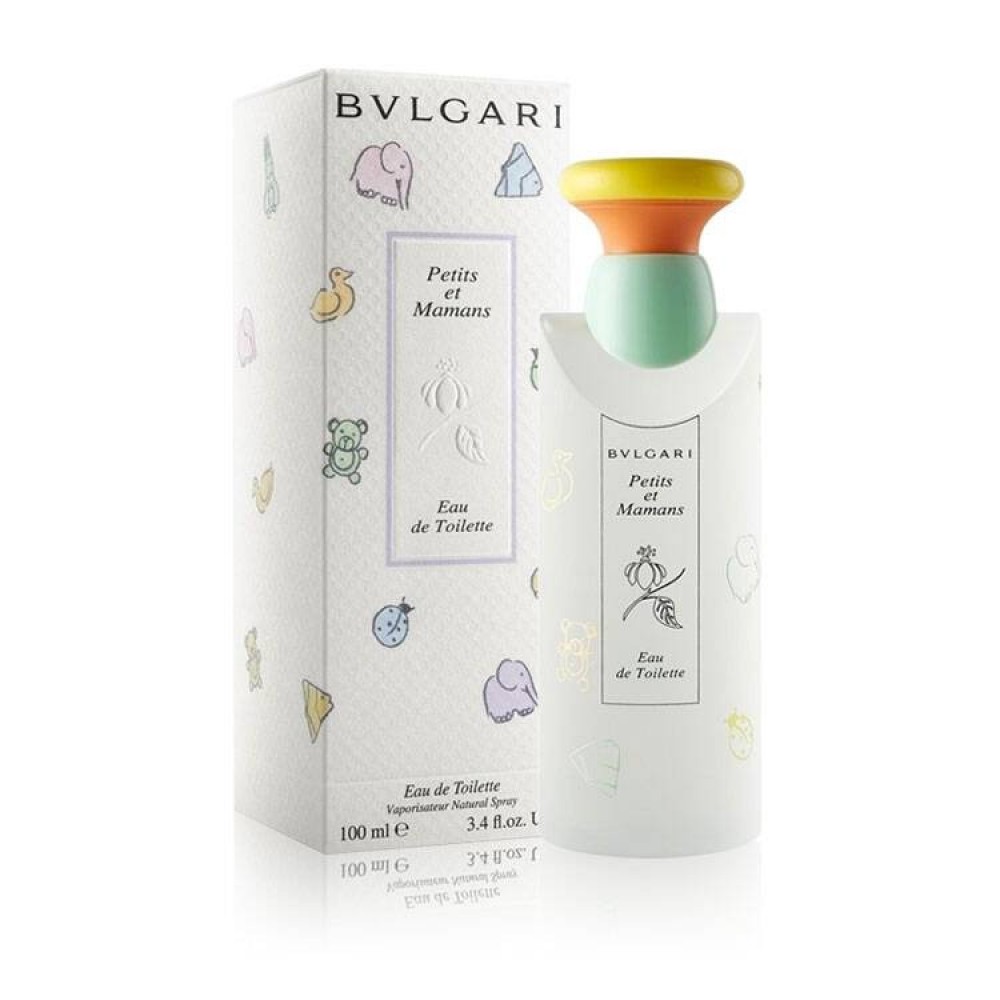 BVLGARI
Petits
et
Mamans
Eau
de Toilette
Eau de Toilette
Vaporisateur Natural Spray
100 ml e 3.4 fl.oz. U
BVLGARI
Petits
et
Mamans
Eau
de Toilette